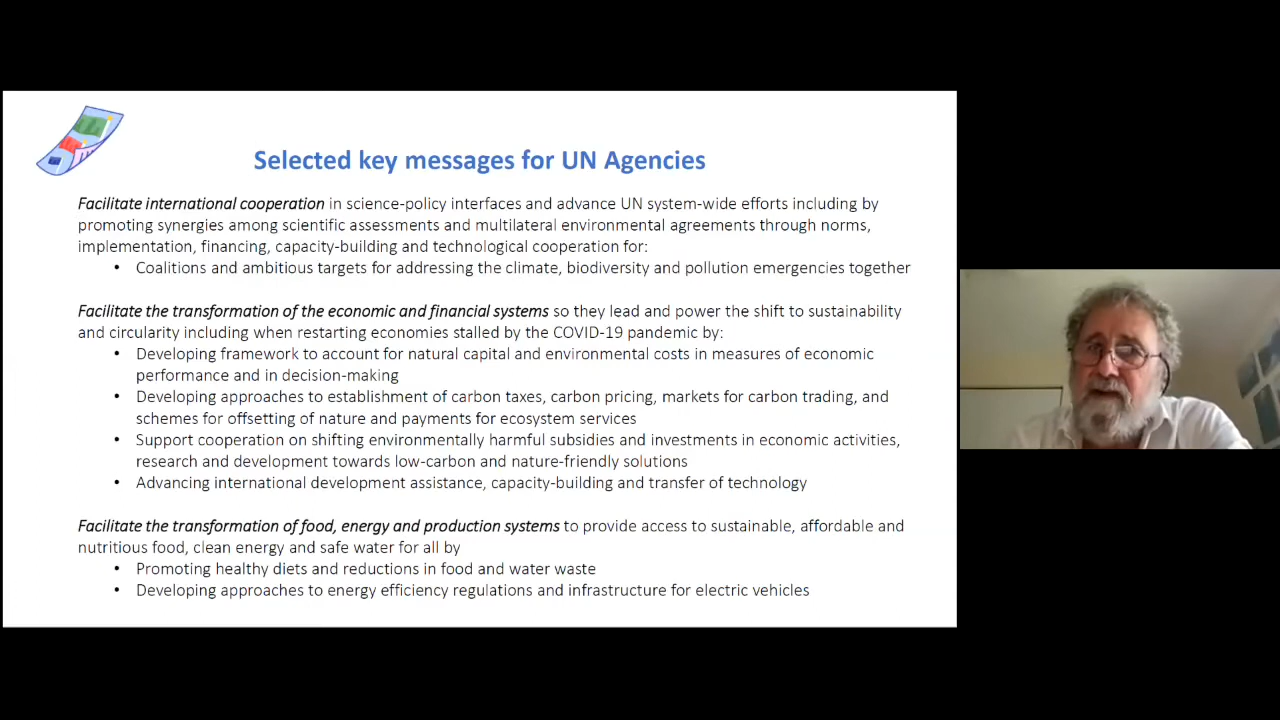 Selected key messages for UN Agencies
Facilitate international cooperation in science-policy interfaces and advance UN system-wide efforts including by
promoting synergies among scientific assessments and multilateral environmental agreements through norms,
implementation, financing, capacity-building and technological cooperation for:
• Coalitions and ambitious targets for addressing the climate, biodiversity and pollution emergencies together
Facilitate the transformation of the economic and financial systems so they lead and power the shift to sustainability
and circularity including when restarting economies stalled by the COVID-19 pandemic by:
• Developing framework to account for natural capital and environmental costs in measures of economic
performance and in decision-making
• Developing approaches to establishment of carbon taxes, carbon pricing, markets for carbon trading, and
schemes for offsetting of nature and payments for ecosystem services
• Support cooperation on shifting environmentally harmful subsidies and investments in economic activities,
research and development towards low-carbon and nature-friendly solutions
• Advancing international development assistance, capacity-building and transfer of technology
Facilitate the transformation of food, energy and production systems to provide access to sustainable, affordable and
nutritious food, clean energy and safe water for all by
• Promoting healthy diets and reductions in food and water waste
• Developing approaches to energy efficiency regulations and infrastructure for electric vehicles